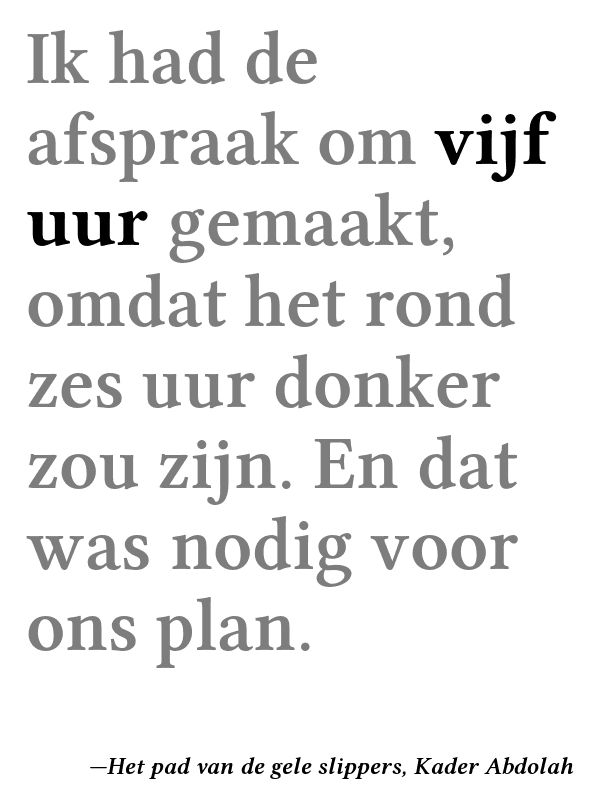 Ik had de
afspraak om vijf
uur gemaakt,
omdat het rond
zes uur donker
zou zijn. En dat
was nodig voor
ons plan.
—Het pad van de gele slippers, Kader Abdolah